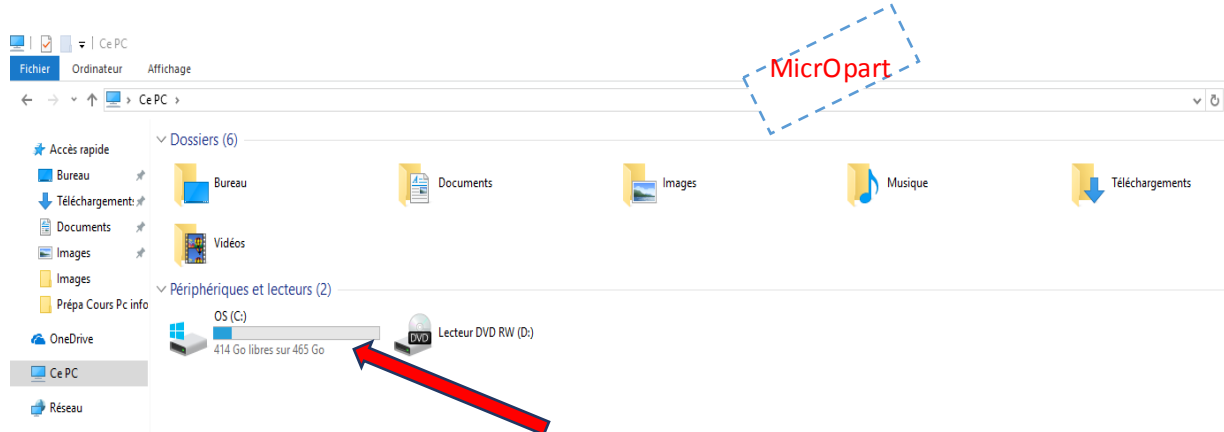 Ce PC
MicrOpart
Fichier Ordinateur Affichage
Ce PC
Accès rapide
Bureau
Téléchargements
Documents
Images
Images
Prépa Cours Pc info
OneDrive
Ce PC
Réseau
Dossiers (6)
Bureau Documents Images Musique Téléchargements
Vidéos
Périphériques et lecteurs (2)
OS (C:)
414 Go libres sur 465 Go
DVD
Lecteur DVD RW (D:)